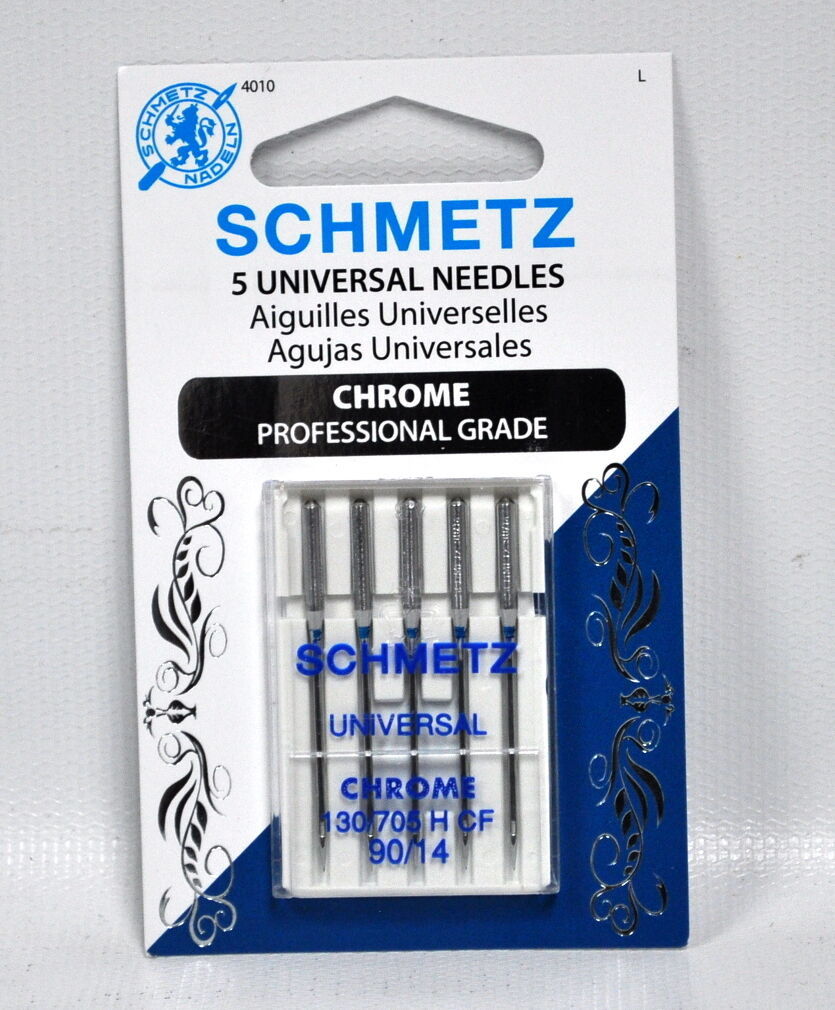 SCHMETZ
NADELN
4010
L
SCHMETZ
5 UNIVERSAL NEEDLES
Aiguilles Universelles
Agujas Universales
CHROME
PROFESSIONAL GRADE
SCHMETZ
UNIVERSAL
CHROME
130/705 H CF
90/14